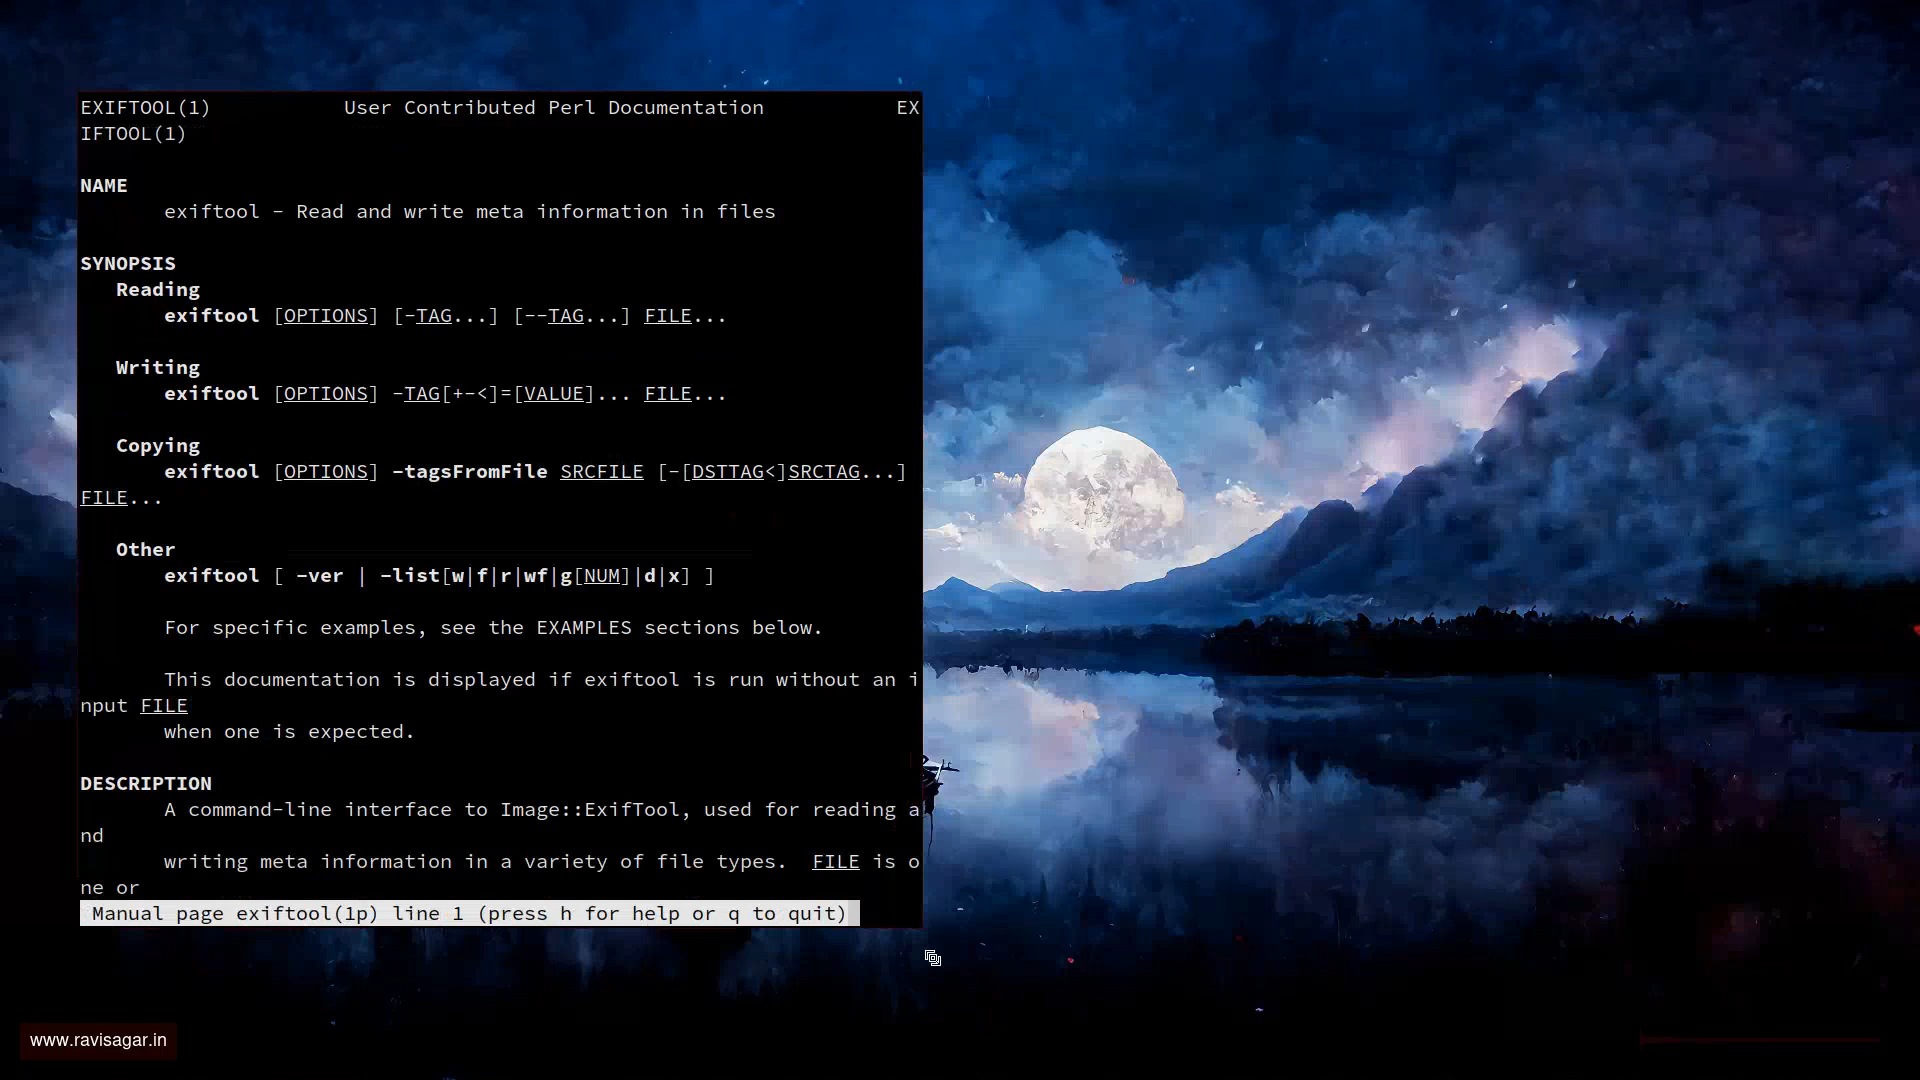 EXIFTOOL(1)           User Contributed Perl Documentation           EX
IFTOOL(1)
NAME
       exiftool - Read and write meta information in files
SYNOPSIS
   Reading
       exiftool [OPTIONS] [-TAG...] [--TAG...] FILE...
   Writing
       exiftool [OPTIONS] -TAG[+-<]=[VALUE]... FILE...
   Copying
       exiftool [OPTIONS] -tagsFromFile SRCFILE [-[DSTTAG<]SRCTAG...]
FILE...
   Other
       exiftool [ -ver | -list[w|f|r|wf|g[NUM]|d|x] ]
       For specific examples, see the EXAMPLES sections below.
       This documentation is displayed if exiftool is run without an i
nput FILE
       when one is expected.
DESCRIPTION
       A command-line interface to Image::ExifTool, used for reading a
nd
       writing meta information in a variety of file types.  FILE is o
ne or
 Manual page exiftool(1p) line 1 (press h for help or q to quit)
www.ravisagar.in